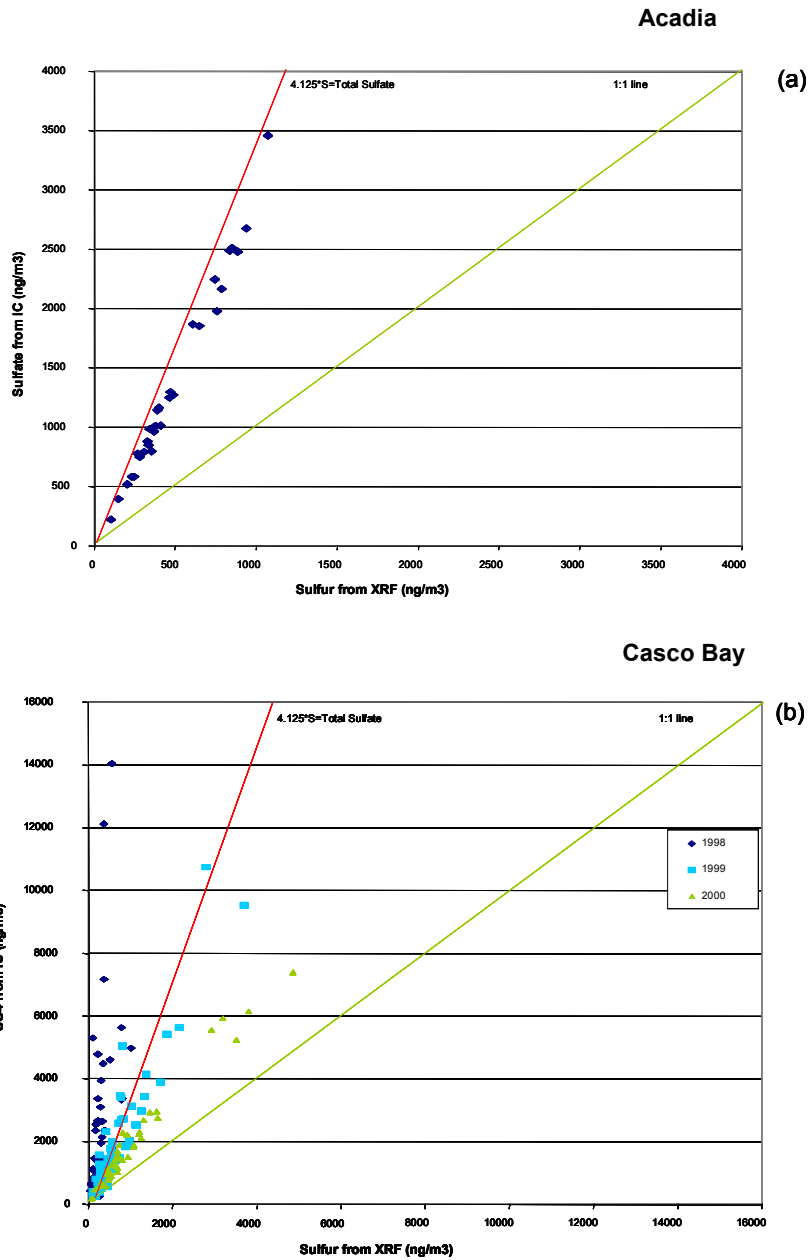 Acadia
(a)
4000
4.125*S=Total Sulfate
1:1 line
3500
3000
2500
2000
1500
1000
500
0
Sulfate from IC (ng/m3)
0 500 1000 1500 2000 2500 3000 3500 4000
Sulfur from XRF (ng/m3)
Casco Bay
(b)
16000
4.125*S=Total Sulfate
1:1 line
14000
12000
10000
8000
6000
4000
2000
0
1998
1999
2000
from
0 2000 4000 6000 8000 10000 12000 14000 16000
Sulfur from XRF (ng/m3)